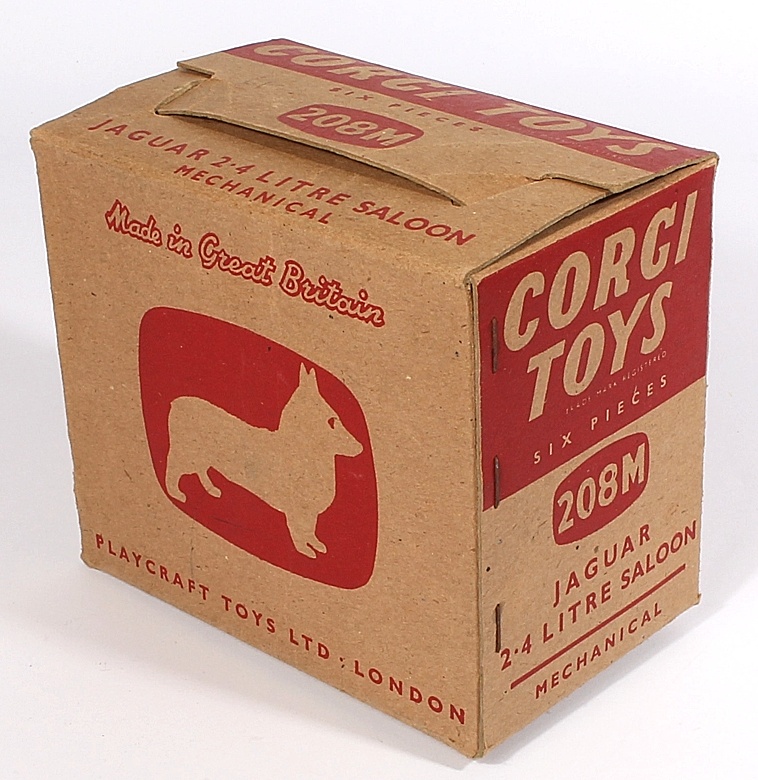 CORGI TOYS
SIX PIECES
208M
JAGUAR 2·4 LITRE SALOON
MECHANICAL
Made in Great Britain
PLAYCRAFT TOYS LTD · LONDON
CORGI
TOYS
TRADE MARK REGISTERED
SIX PIECES
208M
JAGUAR
2·4 LITRE SALOON
MECHANICAL